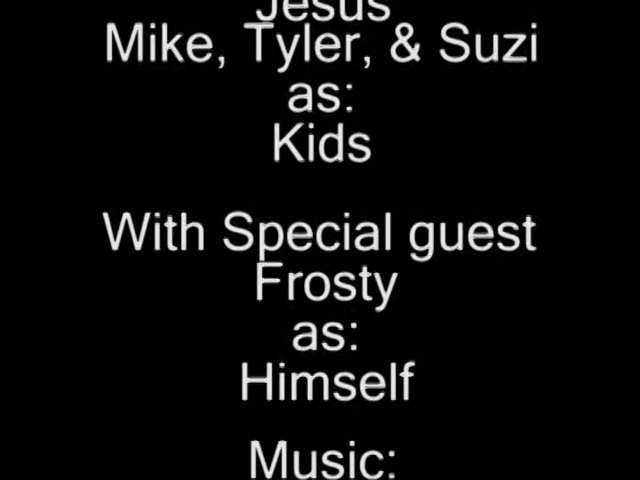 Jesus
Mike, Tyler, & Suzi
as:
Kids
With Special guest
Frosty
as:
Himself
Music: